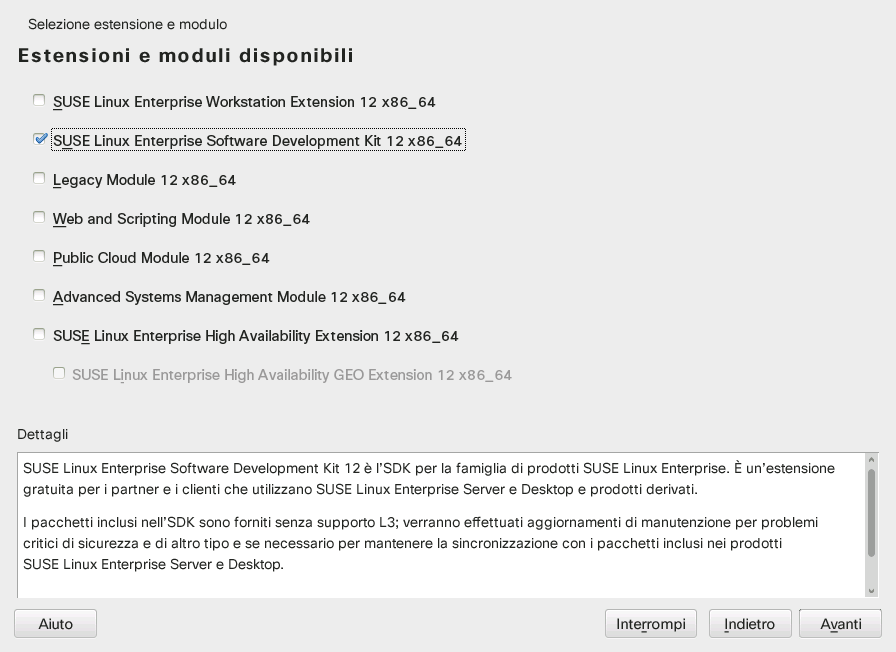 Selezione estensione e modulo
Estensioni e moduli disponibili
SUSE Linux Enterprise Workstation Extension 12 x86_64
SUSE Linux Enterprise Software Development Kit 12 x86_64
Legacy Module 12 x86_64
Web and Scripting Module 12 x86_64
Public Cloud Module 12 x86_64
Advanced Systems Management Module 12 x86_64
SUSE Linux Enterprise High Availability Extension 12 x86_64
SUSE Linux Enterprise High Availability GEO Extension 12 x86_64
Dettagli
SUSE Linux Enterprise Software Development Kit 12 è l'SDK per la famiglia di prodotti SUSE Linux Enterprise. È un'estensione
gratuita per i partner e i clienti che utilizzano SUSE Linux Enterprise Server e Desktop e prodotti derivati.
I pacchetti inclusi nell'SDK sono forniti senza supporto L3; verranno effettuati aggiornamenti di manutenzione per problemi
critici di sicurezza e di altro tipo e se necessario per mantenere la sincronizzazione con i pacchetti inclusi nei prodotti
SUSE Linux Enterprise Server e Desktop.
Aiuto
Interrompi
Indietro
Avanti